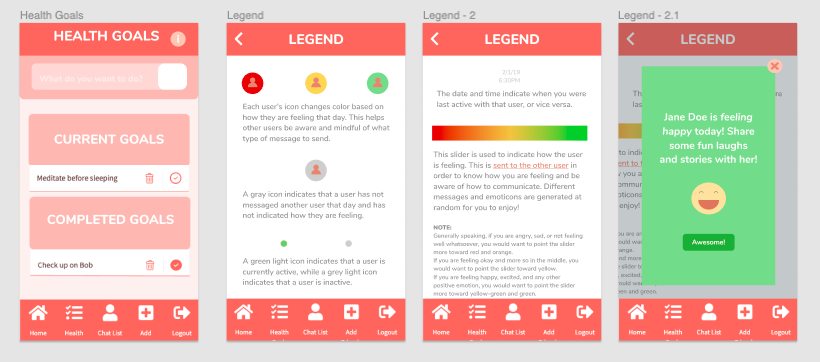 Health Goals
HEALTH GOALS
i
What do you want to do?
CURRENT GOALS
Meditate before sleeping
COMPLETED GOALS
Check up on Bob
Home
Health
Chat List
Add
Logout
Legend
LEGEND
Each user's icon changes color based on
how they are feeling that day. This helps
other users be aware and mindful of what
type of message to send.
A gray icon indicates that a user has not
messaged another user that day and has
not indicated how they are feeling.
A green light icon indicates that a user is
currently active, while a grey light icon
indicates that a user is inactive.
Home
Health
Chat List
Add
Logout
Legend - 2
LEGEND
2/1/19
6:30PM
The date and time indicate when you were
last active with that user, or vice versa.
This slider is used to indicate how the user
is feeling. This is sent to the other user in
order to know how you are feeling and be
aware of how to communicate. Different
messages and emoticons are generated at
random for you to enjoy!
NOTE:
Generally speaking, if you are angry, sad, or not feeling
well whatsoever, you would want to point the slider
more toward red and orange.
If you are feeling okay and more so in the middle, you
would want to point the slider toward yellow.
If you are feeling happy, excited, and any other
positive emotion, you would want to point the slider
more toward yellow-green and green.
Home
Health
Chat List
Add
Logout
Legend - 2.1
LEGEND
Jane Doe is feeling
happy today! Share
some fun laughs
and stories with her!
Awesome!
Home
Health
Chat List
Add
Logout